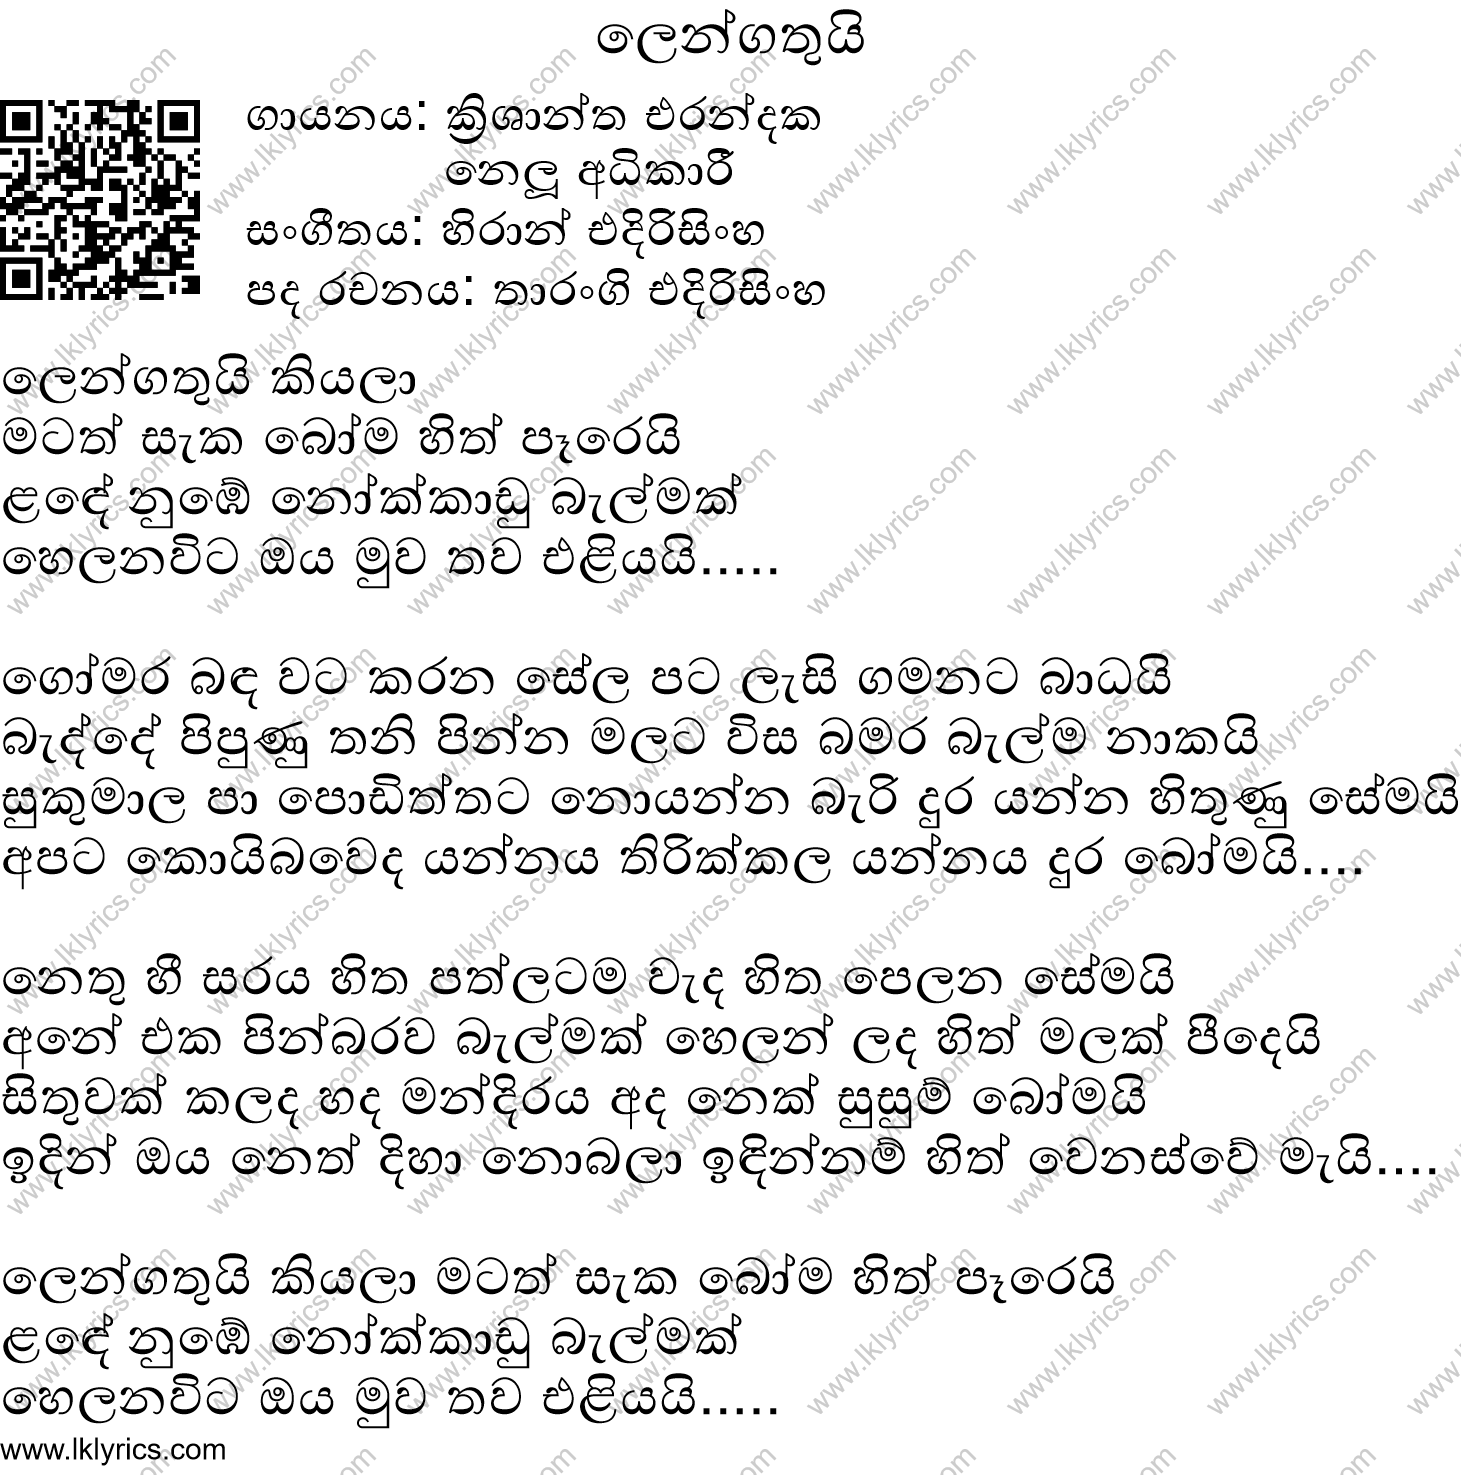 ලෙන්ගතුයි
ගායනය: ක්‍රිශාන්ත එරන්දක
නෙලූ අධිකාරී
සංගීතය: හිරාන් එදිරිසිංහ
පද රචනය: තාරංගි එදිරිසිංහ
ලෙන්ගතුයි කියලා
මටත් සැක බෝම හිත් පෑරෙයි
ළඳේ නුඹේ නෝක්කාඩු බැල්මක්
හෙලනවිට ඔය මුව තව එළියයි.....
ගෝමර බඳ වට කරන සේල පට ලැසි ගමනට බාධයි
බැද්දේ පිපුණු තනි පින්න මලට විස බමර බැල්ම නාකයි
සුකුමාල පා පොඩිත්තට නොයන්න බැරි දුර යන්න හිතුණු සේමයි
අපට කොයිබවෙද යන්නය තිරික්කල යන්නය දුර බෝමයි....
නෙතු හී සරය හිත පත්ලටම වැද හිත පෙලන සේමයි
අනේ එක පින්බරව බැල්මක් හෙලන් ලද හිත් මලක් පීදෙයි
සිතුවක් කලද හද මන්දිරය අද නෙක් සුසුම් බෝමයි
ඉදින් ඔය නෙත් දිහා නොබලා ඉඳින්නම් හිත් වෙනස්වේ මැයි....
ලෙන්ගතුයි කියලා මටත් සැක බෝම හිත් පෑරෙයි
ළඳේ නුඹේ නෝක්කාඩු බැල්මක්
හෙලනවිට ඔය මුව තව එළියයි.....
www.lklyrics.com